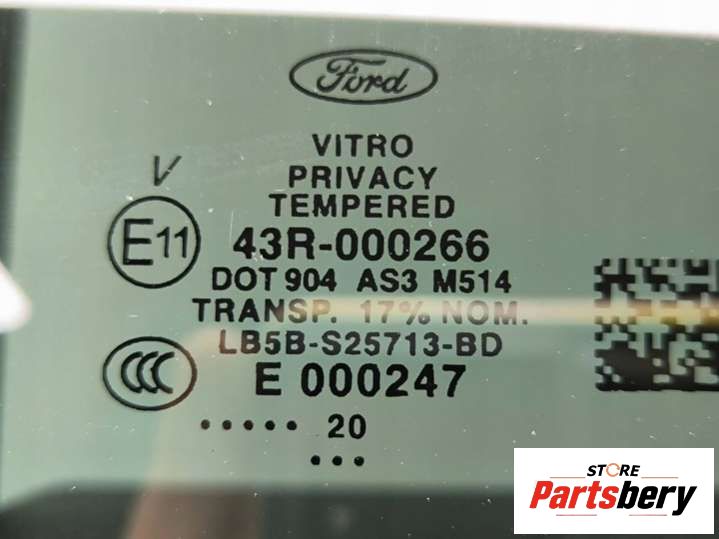 Ford
VITRO
PRIVACY
TEMPERED
V
E11
43R-000266
DOT 904 AS3 M514
TRANSP. 17% NOM.
LB5B-S25713-BD
CCC
E 000247
..... 20
...
STORE
Partsbery